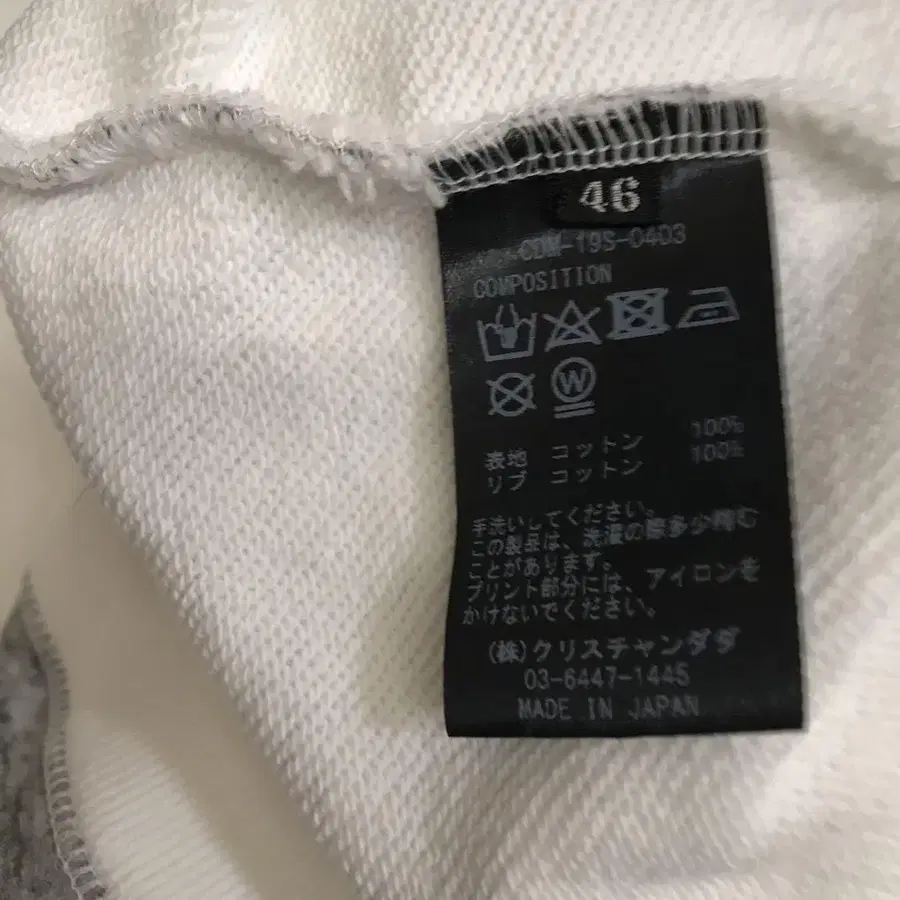 46
CDM-19S-0403
COMPOSITION
W
表地 コットン 100%
リブ コットン 100%
手洗いしてください。
この製品は、洗濯の際多少縮む
ことがあります。
プリント部分には、アイロンを
かけないでください。
(株)クリスチャンダダ
03-6447-1445
MADE IN JAPAN